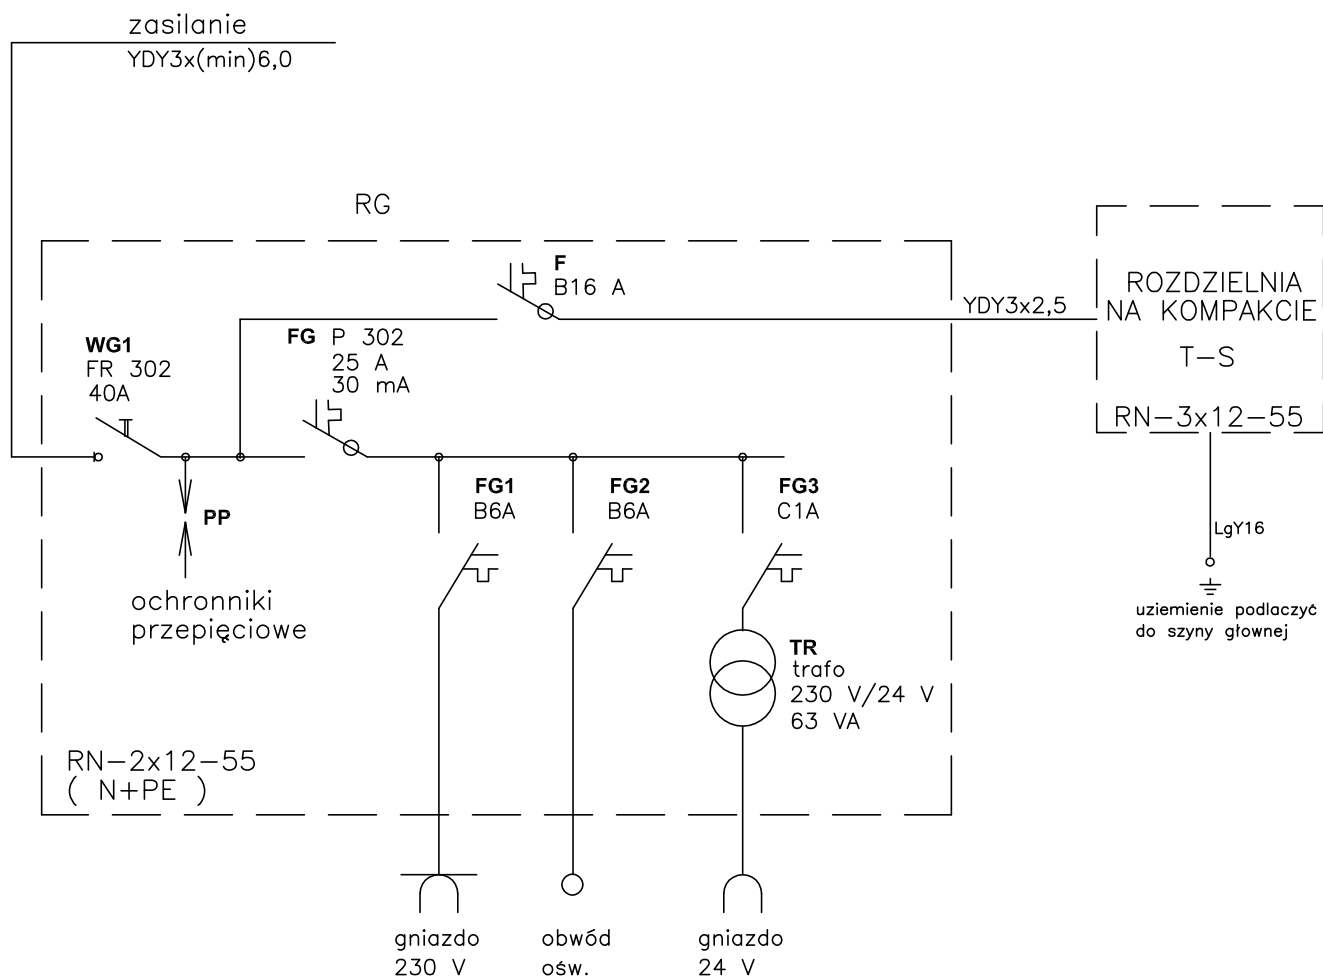 zasilanie
YDY3x(min)6,0
RG
F
B16 A
YDY3x2,5
ROZDZIELNIA
NA KOMPAKCIE
T-S
RN-3x12-55
WG1
FR 302
40A
FG P 302
25 A
30 mA
PP
ochronniki
przepięciowe
FG1
B6A
FG2
B6A
FG3
C1A
LgY16
uziemienie podlaczyć
do szyny głownej
TR
trafo
230 V/24 V
63 VA
RN-2x12-55
( N+PE )
gniazdo
230 V
obwód
ośw.
gniazdo
24 V